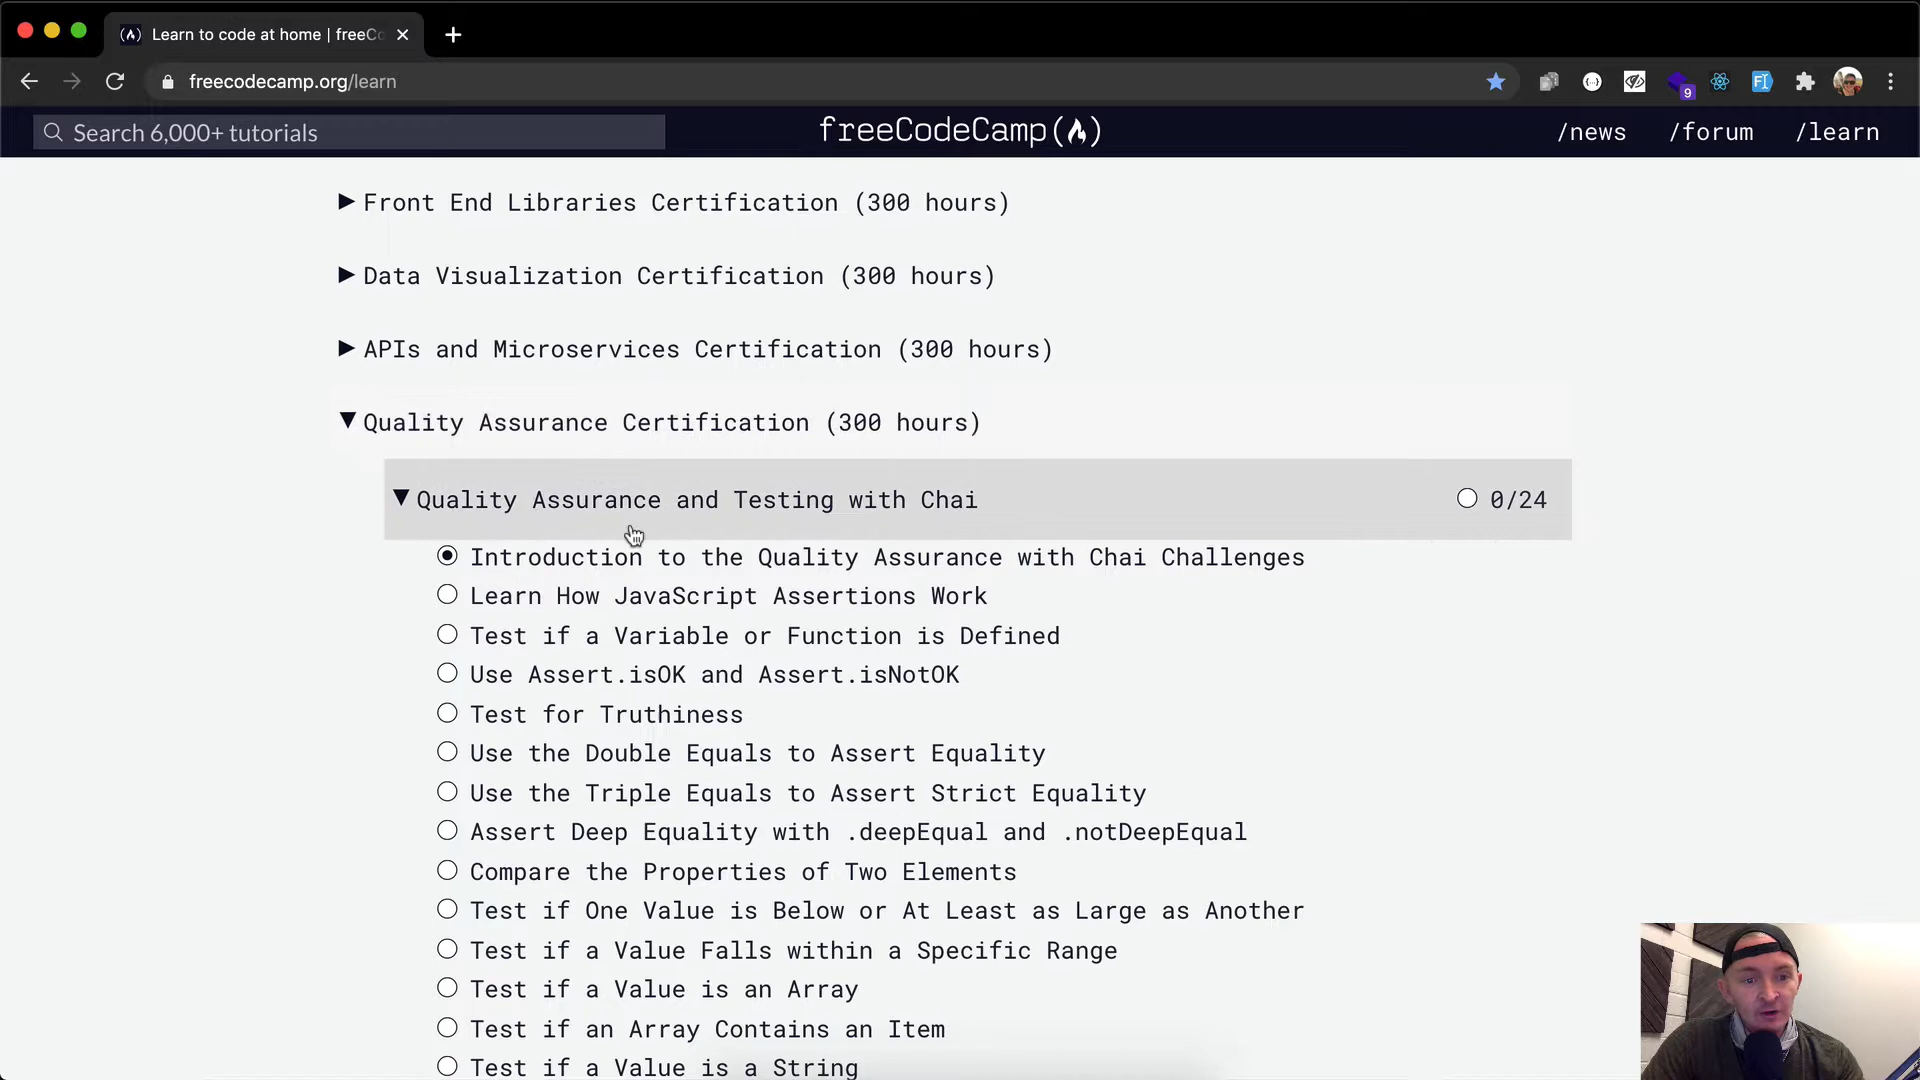 Learn to code at home | freeCo
freecodecamp.org/learn
9
FI
Search 6,000+ tutorials
freeCodeCamp
/news
/forum
/learn
Front End Libraries Certification (300 hours)
Data Visualization Certification (300 hours)
APIs and Microservices Certification (300 hours)
Quality Assurance Certification (300 hours)
Quality Assurance and Testing with Chai 0/24
Introduction to the Quality Assurance with Chai Challenges
Learn How JavaScript Assertions Work
Test if a Variable or Function is Defined
Use Assert.isOK and Assert.isNotOK
Test for Truthiness
Use the Double Equals to Assert Equality
Use the Triple Equals to Assert Strict Equality
Assert Deep Equality with .deepEqual and .notDeepEqual
Compare the Properties of Two Elements
Test if One Value is Below or At Least as Large as Another
Test if a Value Falls within a Specific Range
Test if a Value is an Array
Test if an Array Contains an Item
Test if a Value is a String